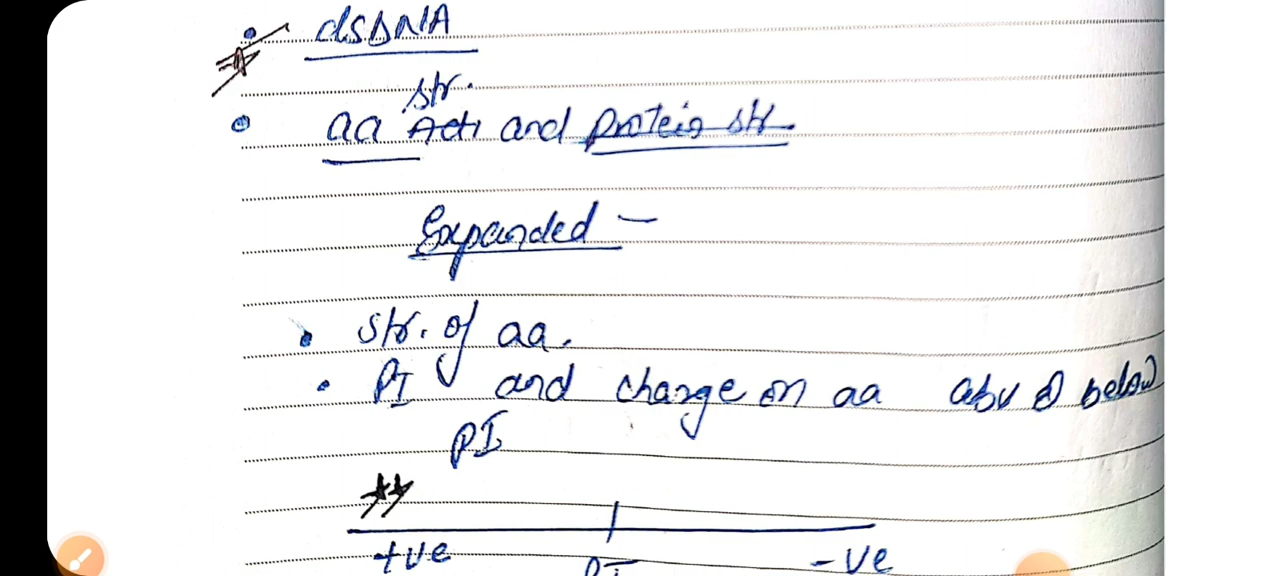 dsDNA
str.
aa and Protein str.
Expanded —
str. of aa.
PI and charge on aa abv & below
PI
+ve -ve
PI